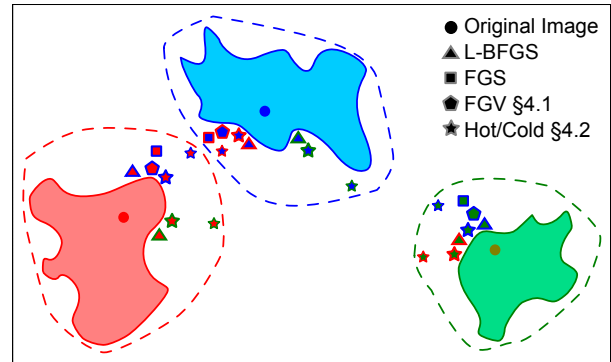 Original Image
L-BFGS
FGS
FGV §4.1
Hot/Cold §4.2